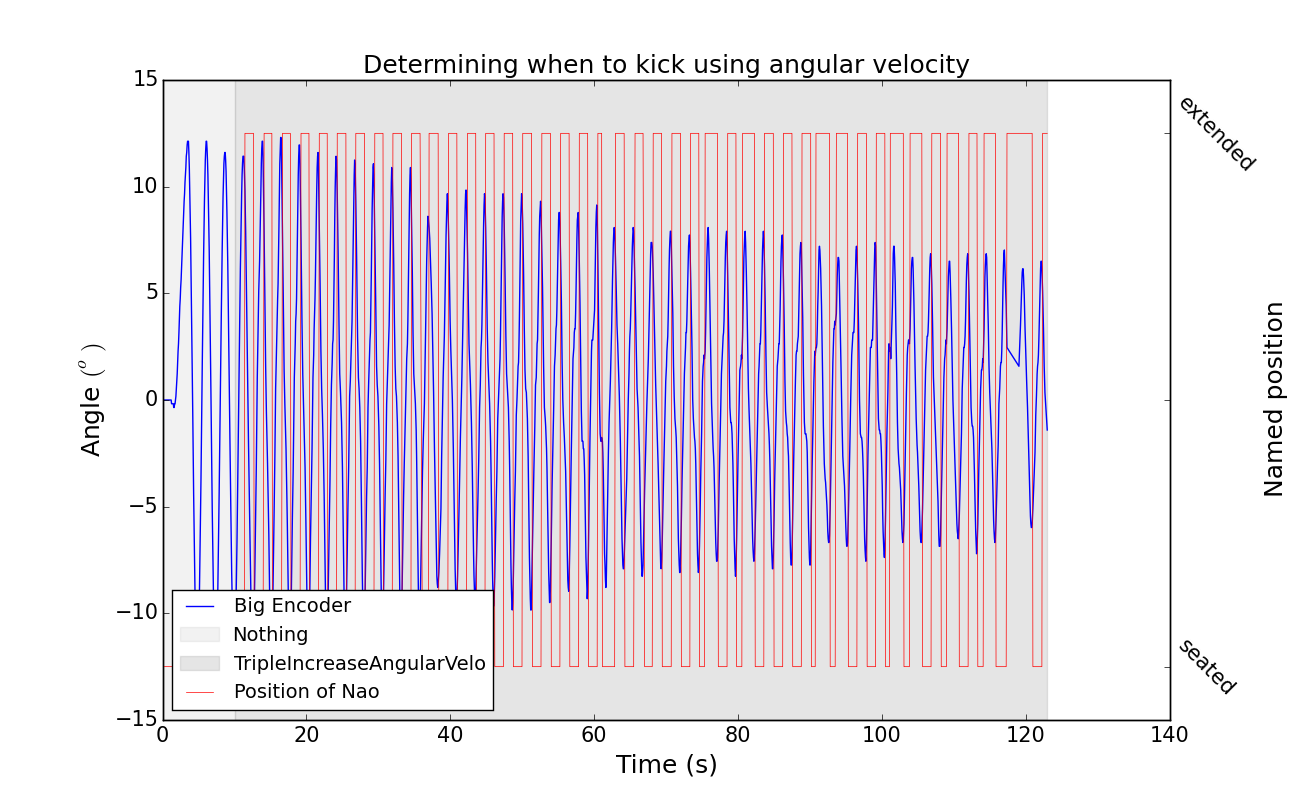 Determining when to kick using angular velocity
15
10
5
0
−5
−10
−15
Angle (°)
extended
seated
Named position
Big Encoder
Nothing
TripleIncreaseAngularVelo
Position of Nao
0 20 40 60 80 100 120 140
Time (s)